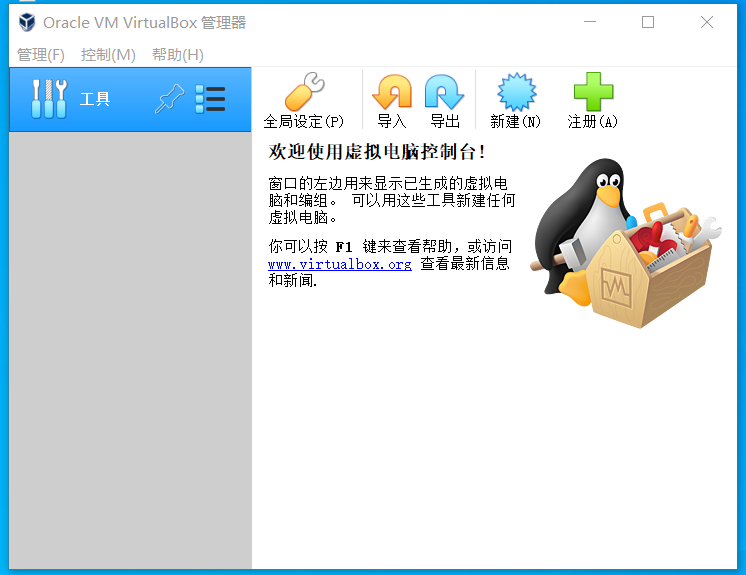 Oracle VM VirtualBox 管理器
管理(F) 控制(M) 帮助(H)
工具
全局设定(P) 导入 导出 新建(N) 注册(A)
欢迎使用虚拟电脑控制台!
窗口的左边用来显示已生成的虚拟电
脑和编组。 可以用这些工具新建任何
虚拟电脑。
你可以按 F1 键来查看帮助，或访问
www.virtualbox.org 查看最新信息
和新闻.